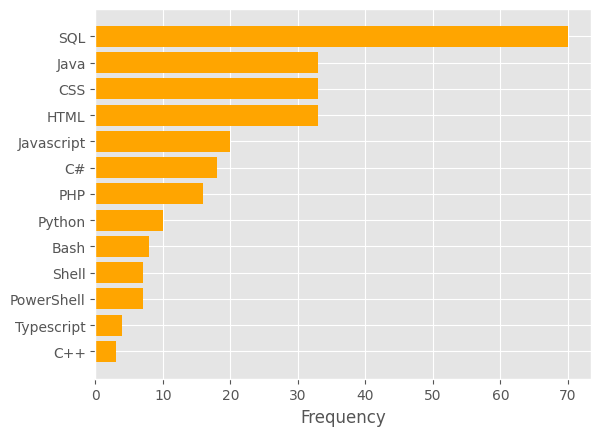 SQL
Java
CSS
HTML
Javascript
C#
PHP
Python
Bash
Shell
PowerShell
Typescript
C++
0 10 20 30 40 50 60 70
Frequency